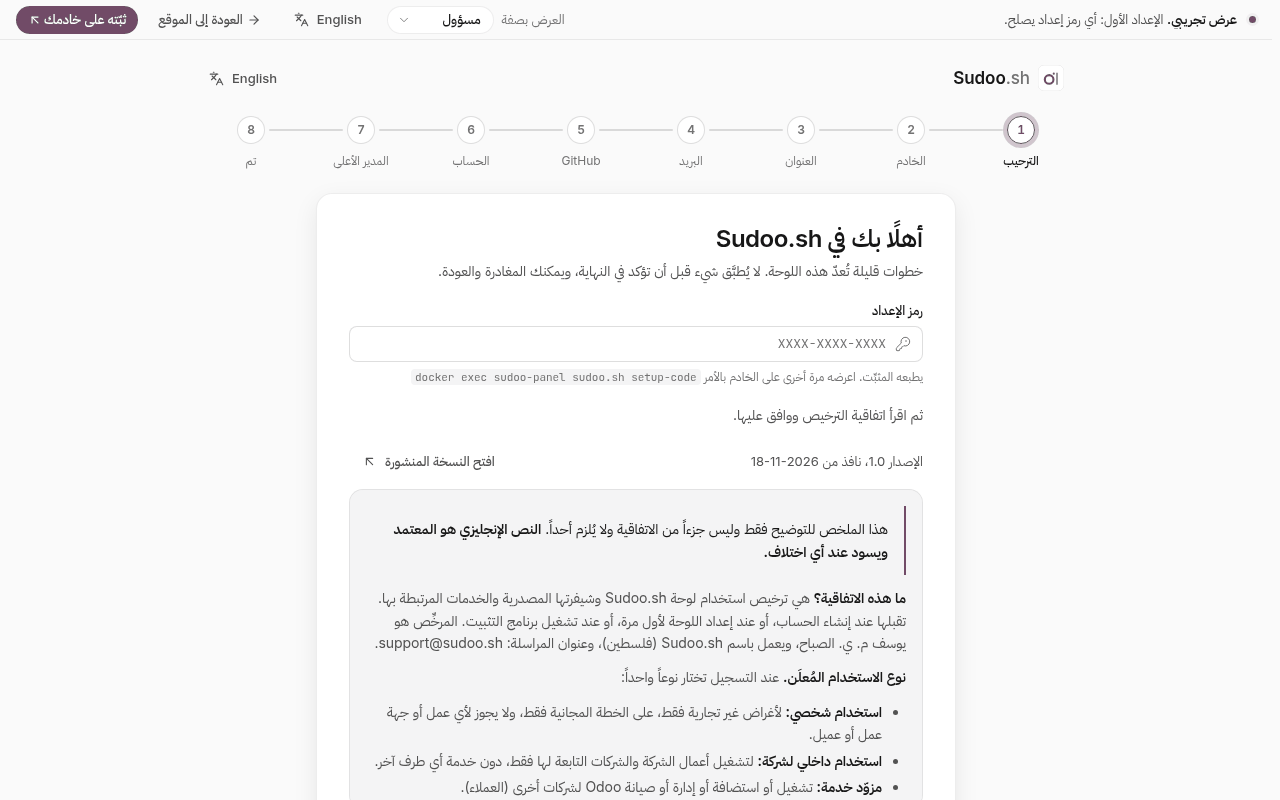 عرض تجريبي. الإعداد الأول: أي رمز إعداد يصلح.
العرض بصفة
مسؤول
English
العودة إلى الموقع
ثبّته على خادمك
Sudoo.sh
English
1 2 3 4 5 6 7 8
الترحيب الخادم العنوان البريد GitHub الحساب المدير الأعلى تم
أهلًا بك في Sudoo.sh
خطوات قليلة تُعدّ هذه اللوحة. لا يُطبَّق شيء قبل أن تؤكد في النهاية، ويمكنك المغادرة والعودة.
رمز الإعداد
XXXX-XXXX-XXXX
يطبعه المثبّت. اعرضه مرة أخرى على الخادم بالأمر docker exec sudoo-panel sudoo.sh setup-code
ثم اقرأ اتفاقية الترخيص ووافق عليها.
الإصدار 1.0، نافذ من 2026-11-18
افتح النسخة المنشورة
هذا الملخص للتوضيح فقط وليس جزءاً من الاتفاقية ولا يُلزم أحداً. النص الإنجليزي هو المعتمد
ويسود عند أي اختلاف.
ما هذه الاتفاقية؟ هي ترخيص استخدام لوحة Sudoo.sh وشيفرتها المصدرية والخدمات المرتبطة بها.
تقبلها عند إنشاء الحساب، أو عند إعداد اللوحة لأول مرة، أو عند تشغيل برنامج التثبيت. المرخِّص هو
يوسف م. ي. الصباح، ويعمل باسم Sudoo.sh (فلسطين)، وعنوان المراسلة: support@sudoo.sh.
نوع الاستخدام المُعلَن. عند التسجيل تختار نوعاً واحداً:
• استخدام شخصي: لأغراض غير تجارية فقط، على الخطة المجانية فقط، ولا يجوز لأي عمل أو جهة
عمل أو عميل.
• استخدام داخلي لشركة: لتشغيل أعمال الشركة والشركات التابعة لها فقط، دون خدمة أي طرف آخر.
• مزوّد خدمة: تشغيل أو استضافة أو إدارة أو صيانة Odoo لشركات أخرى (العملاء).